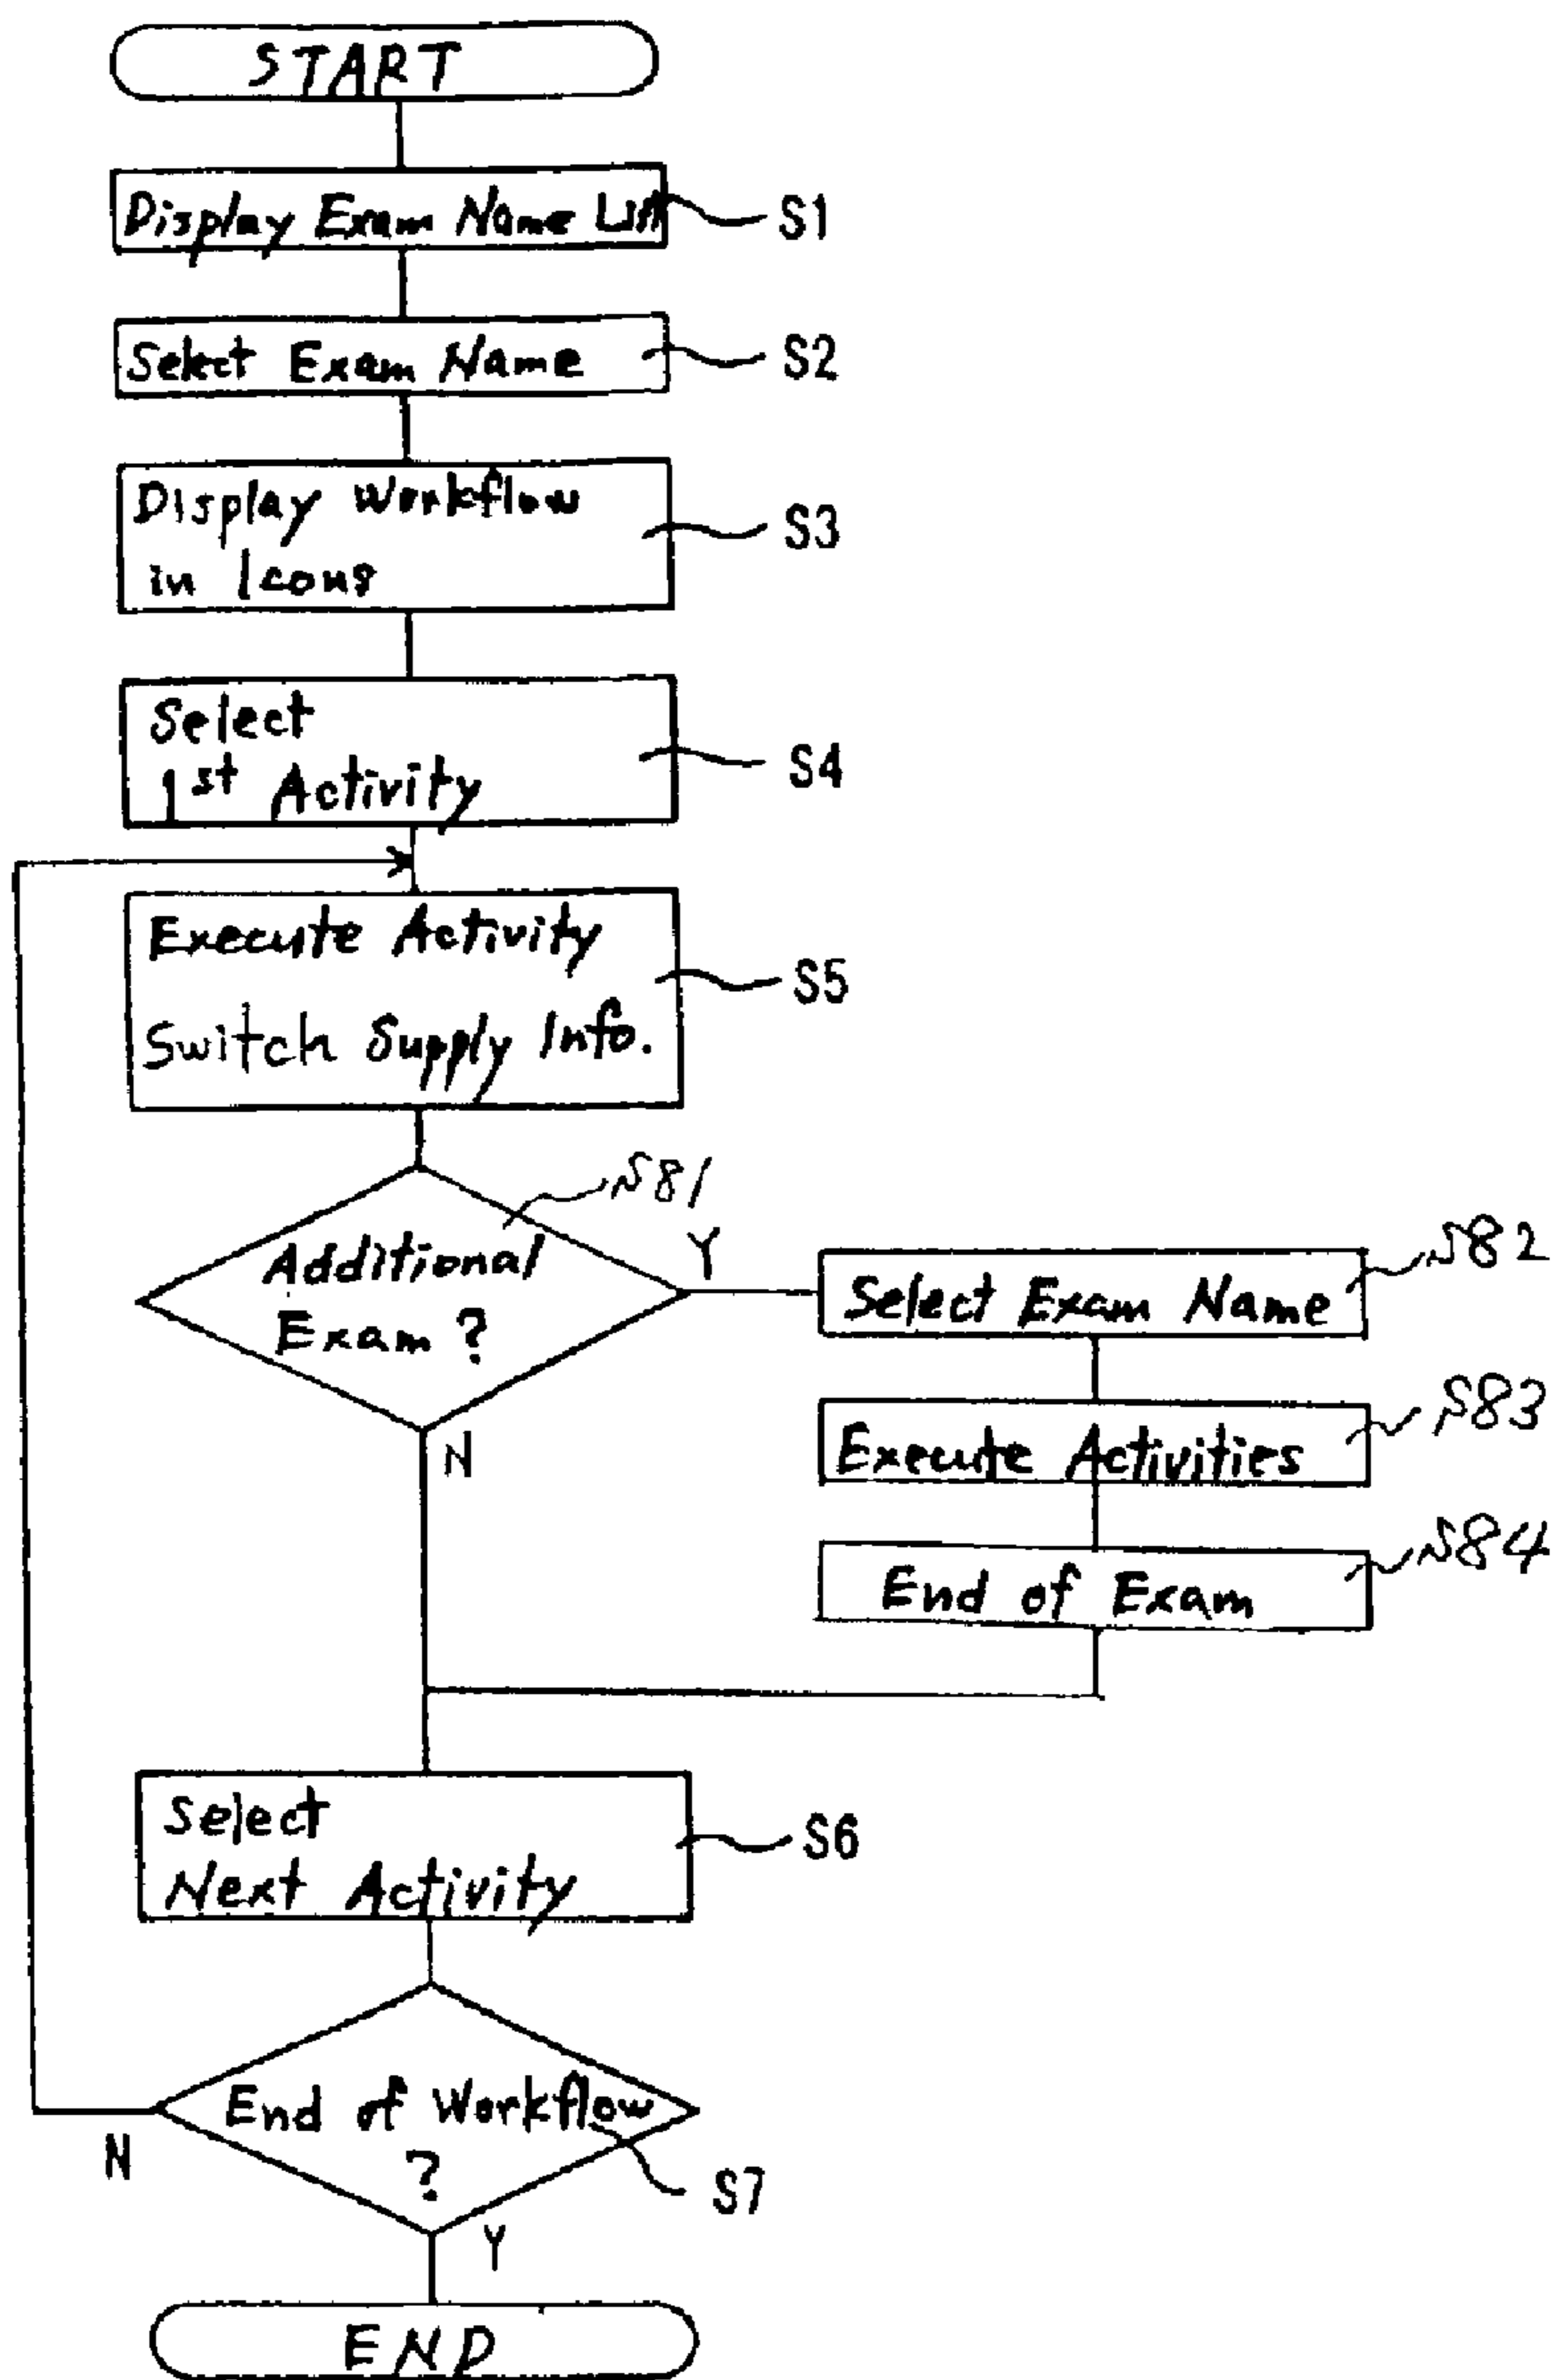 START
Display Exam Name List
S1
Select Exam Name
S2
Display Workflow
in Icons
S3
Select
1st Activity
S4
Execute Activity
Switch Supply Info.
S5
S81
Additional
Exam ?
Y
N
S82
Select Exam Name
S83
Execute Activities
S84
End of Exam
Select
Next Activity
S6
End of Workflow
?
S7
N
Y
END